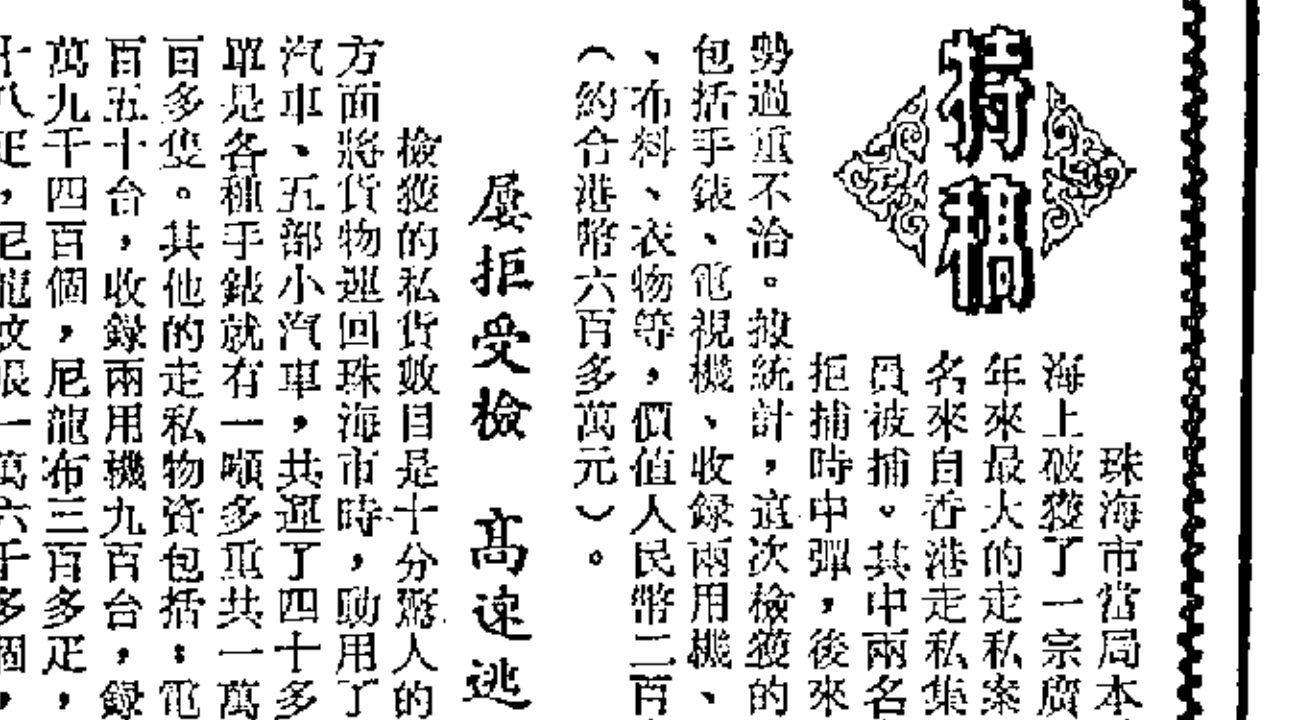 特稿
珠海市當局本
海上破獲了一宗廣
年來最大的走私案
名來自香港走私集
員被捕。其中兩名
拒捕時中彈，後來
勢過重不治。據統計，這次檢獲的
包括手錶、電視機、收録兩用機、
、布料、衣物等，價值人民幣二百
（約合港幣六百多萬元）。
屢拒受檢　高速逃
檢獲的私貨數目是十分驚人的
方面將貨物運回珠海市時，動用了
汽車、五部小汽車，共運了四十多
單是各種手錶就有一噸多重共一萬
百多隻。其他的走私物資包括：電
百五十台，收録兩用機九百台，録
萬九千四百個，尼龍布三百多疋，
十八疋，尼龍蚊帳一萬六千多個，